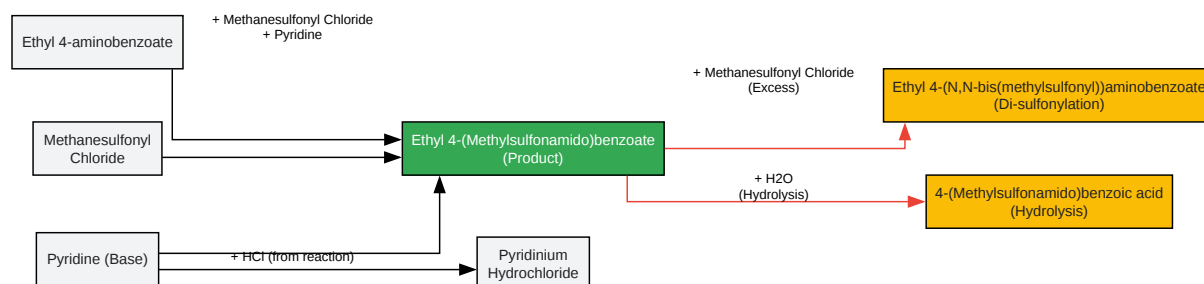 + Methanesulfonyl Chloride
+ Pyridine
Ethyl 4-aminobenzoate
+ Methanesulfonyl Chloride
(Excess)
Ethyl 4-(N,N-bis(methylsulfonyl))aminobenzoate
(Di-sulfonylation)
Methanesulfonyl
Chloride
Ethyl 4-(Methylsulfonamido)benzoate
(Product)
+ H2O
(Hydrolysis)
4-(Methylsulfonamido)benzoic acid
(Hydrolysis)
Pyridine (Base)
+ HCl (from reaction)
Pyridinium
Hydrochloride